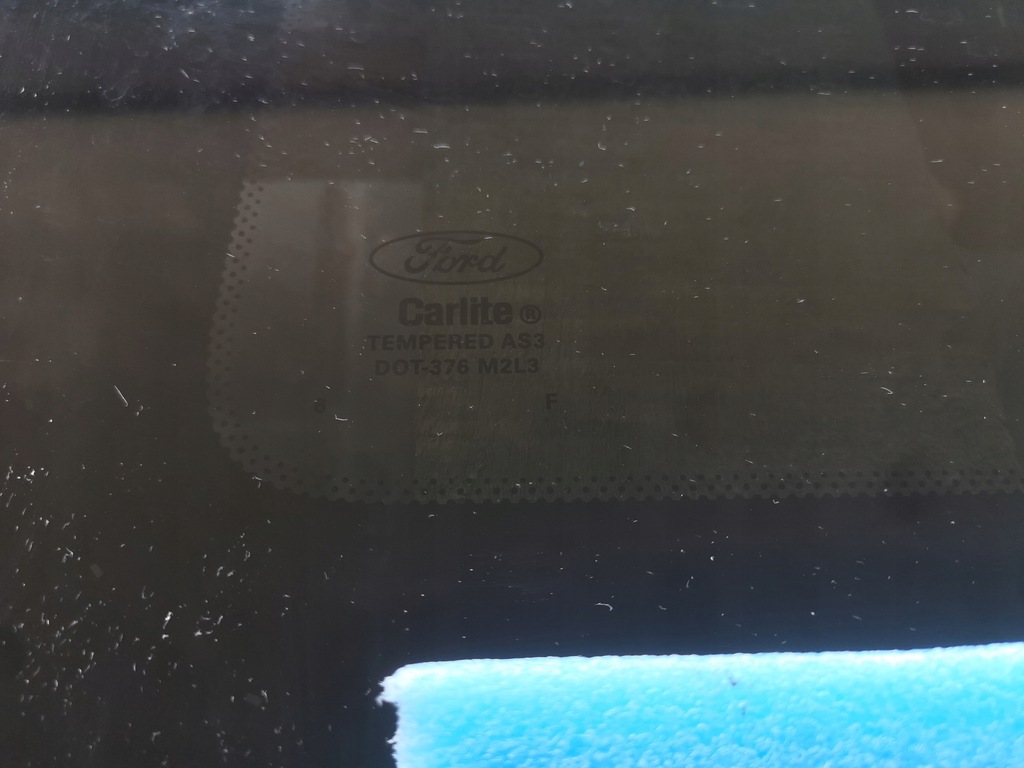 Ford
Carlite®
TEMPERED AS3
DOT-376 M2L3
F